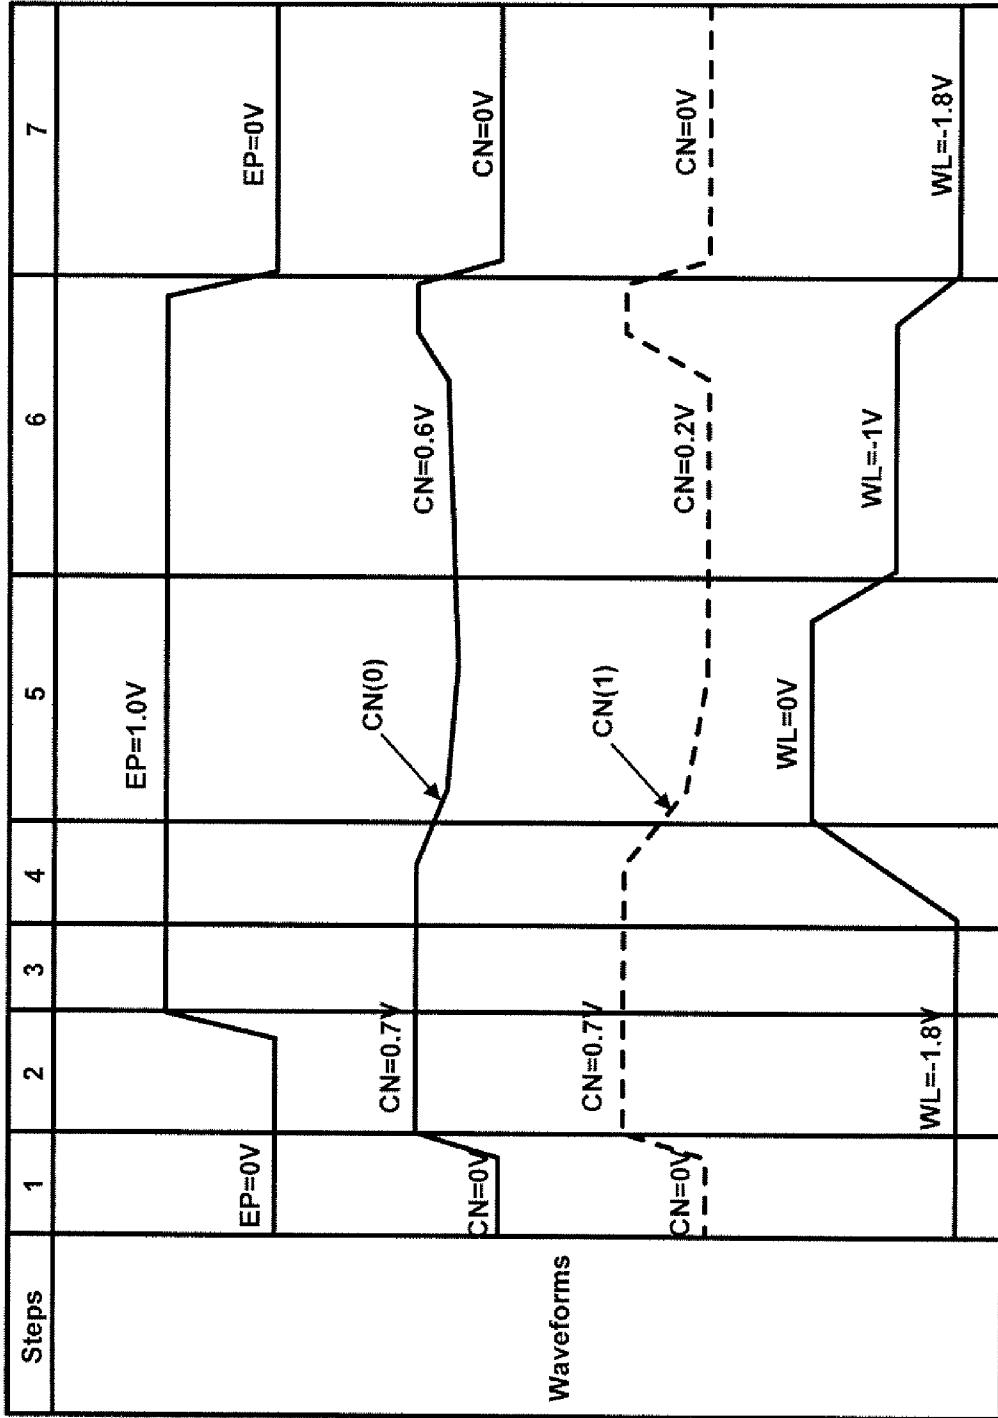 Steps 1 2 3 4 5 6 7
Waveforms
EP=0V EP=1.0V EP=0V
CN=0V CN=0.7V CN(0) CN=0.6V CN=0V
CN=0V CN=0.7V CN(1) CN=0.2V CN=0V
WL=-1.8V WL=0V WL=-1V WL=-1.8V